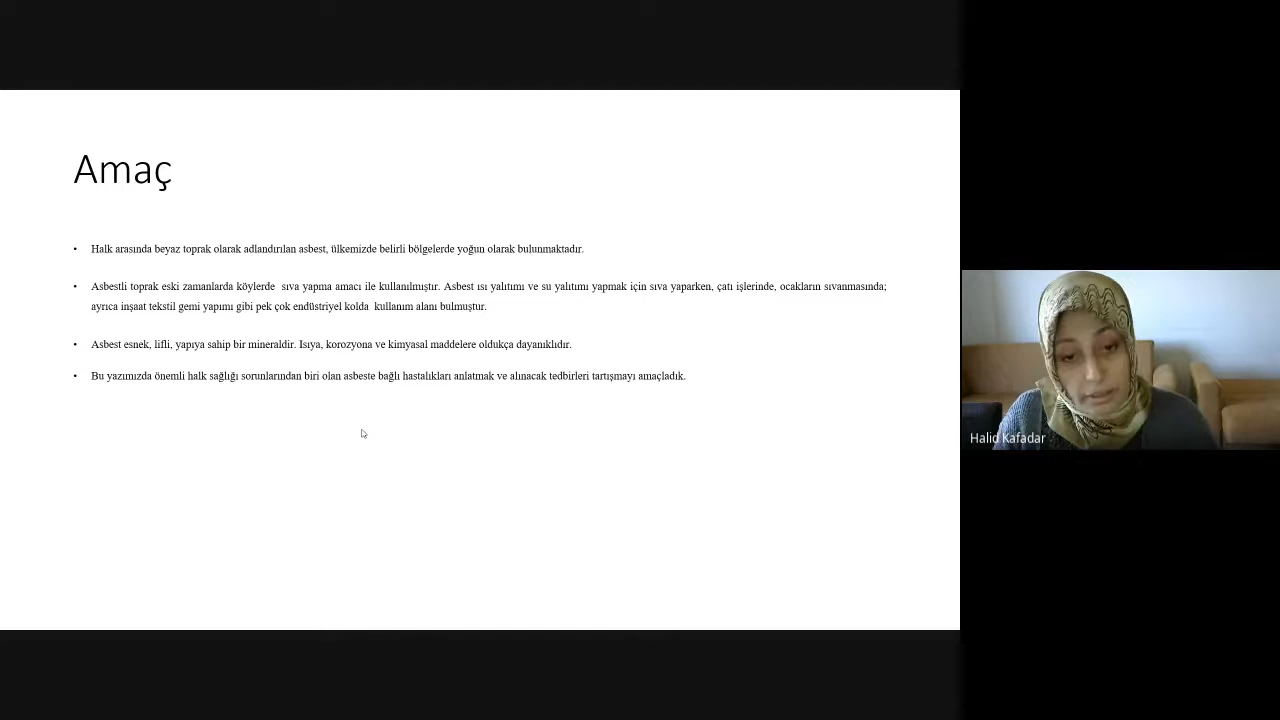 Amaç
• Halk arasında beyaz toprak olarak adlandırılan asbest, ülkemizde belirli bölgelerde yoğun olarak bulunmaktadır.
• Asbestli toprak eski zamanlarda köylerde sıva yapma amacı ile kullanılmıştır. Asbest ısı yalıtımı ve su yalıtımı yapmak için sıva yaparken, çatı işlerinde, ocakların sıvanmasında;
ayrıca inşaat tekstil gemi yapımı gibi pek çok endüstriyel kolda kullanım alanı bulmuştur.
• Asbest esnek, lifli, yapıya sahip bir mineraldir. Isıya, korozyona ve kimyasal maddelere oldukça dayanıklıdır.
• Bu yazımızda önemli halk sağlığı sorunlarından biri olan asbeste bağlı hastalıkları anlatmak ve alınacak tedbirleri tartışmayı amaçladık.
Halid Kafadar